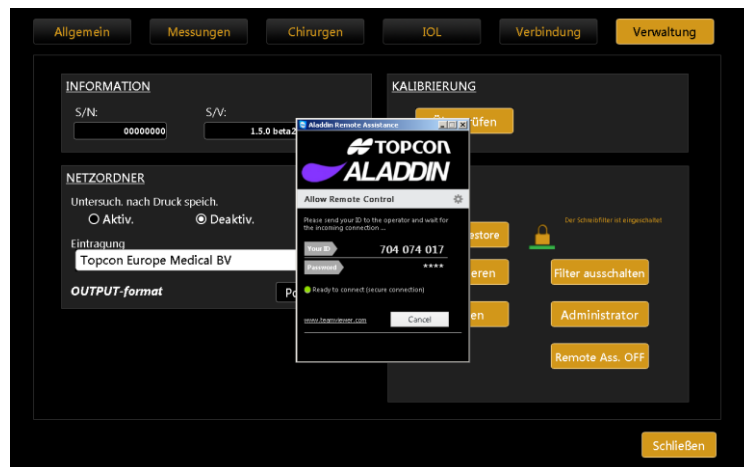 Allgemein
Messungen
Chirurgen
IOL
Verbindung
Verwaltung
INFORMATION
S/N:
S/V:
00000000
1.5.0 beta2
KALIBRIERUNG
NETZORDNER
Untersuch. nach Druck speich.
Aktiv.
Deaktiv.
Eintragung
Topcon Europe Medical BV
OUTPUT-format
Aladdin Remote Assistance
TOPCON
ALADDIN
Allow Remote Control
Please send your ID to the operator and wait for
the incoming connection ...
Your ID
704 074 017
Password
****
Ready to connect (secure connection)
www.teamviewer.com
Cancel
Der Schreibfilter ist eingeschaltet
Filter ausschalten
Administrator
Remote Ass. OFF
Schließen